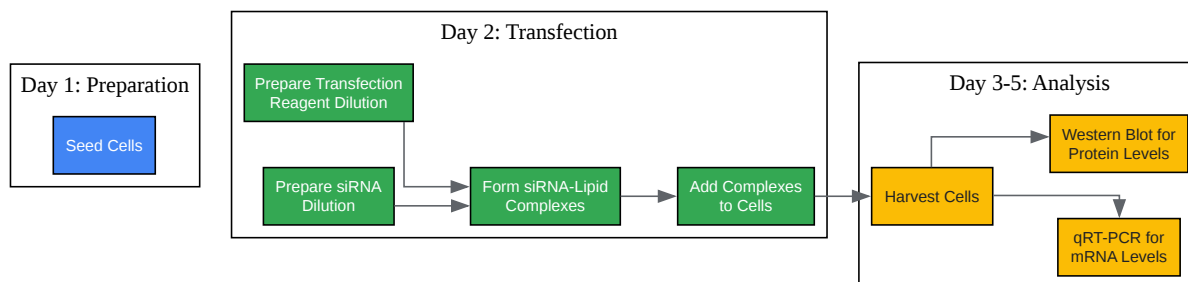 Day 1: Preparation
Seed Cells
Day 2: Transfection
Prepare Transfection
Reagent Dilution
Prepare siRNA
Dilution
Form siRNA-Lipid
Complexes
Add Complexes
to Cells
Day 3-5: Analysis
Harvest Cells
Western Blot for
Protein Levels
qRT-PCR for
mRNA Levels